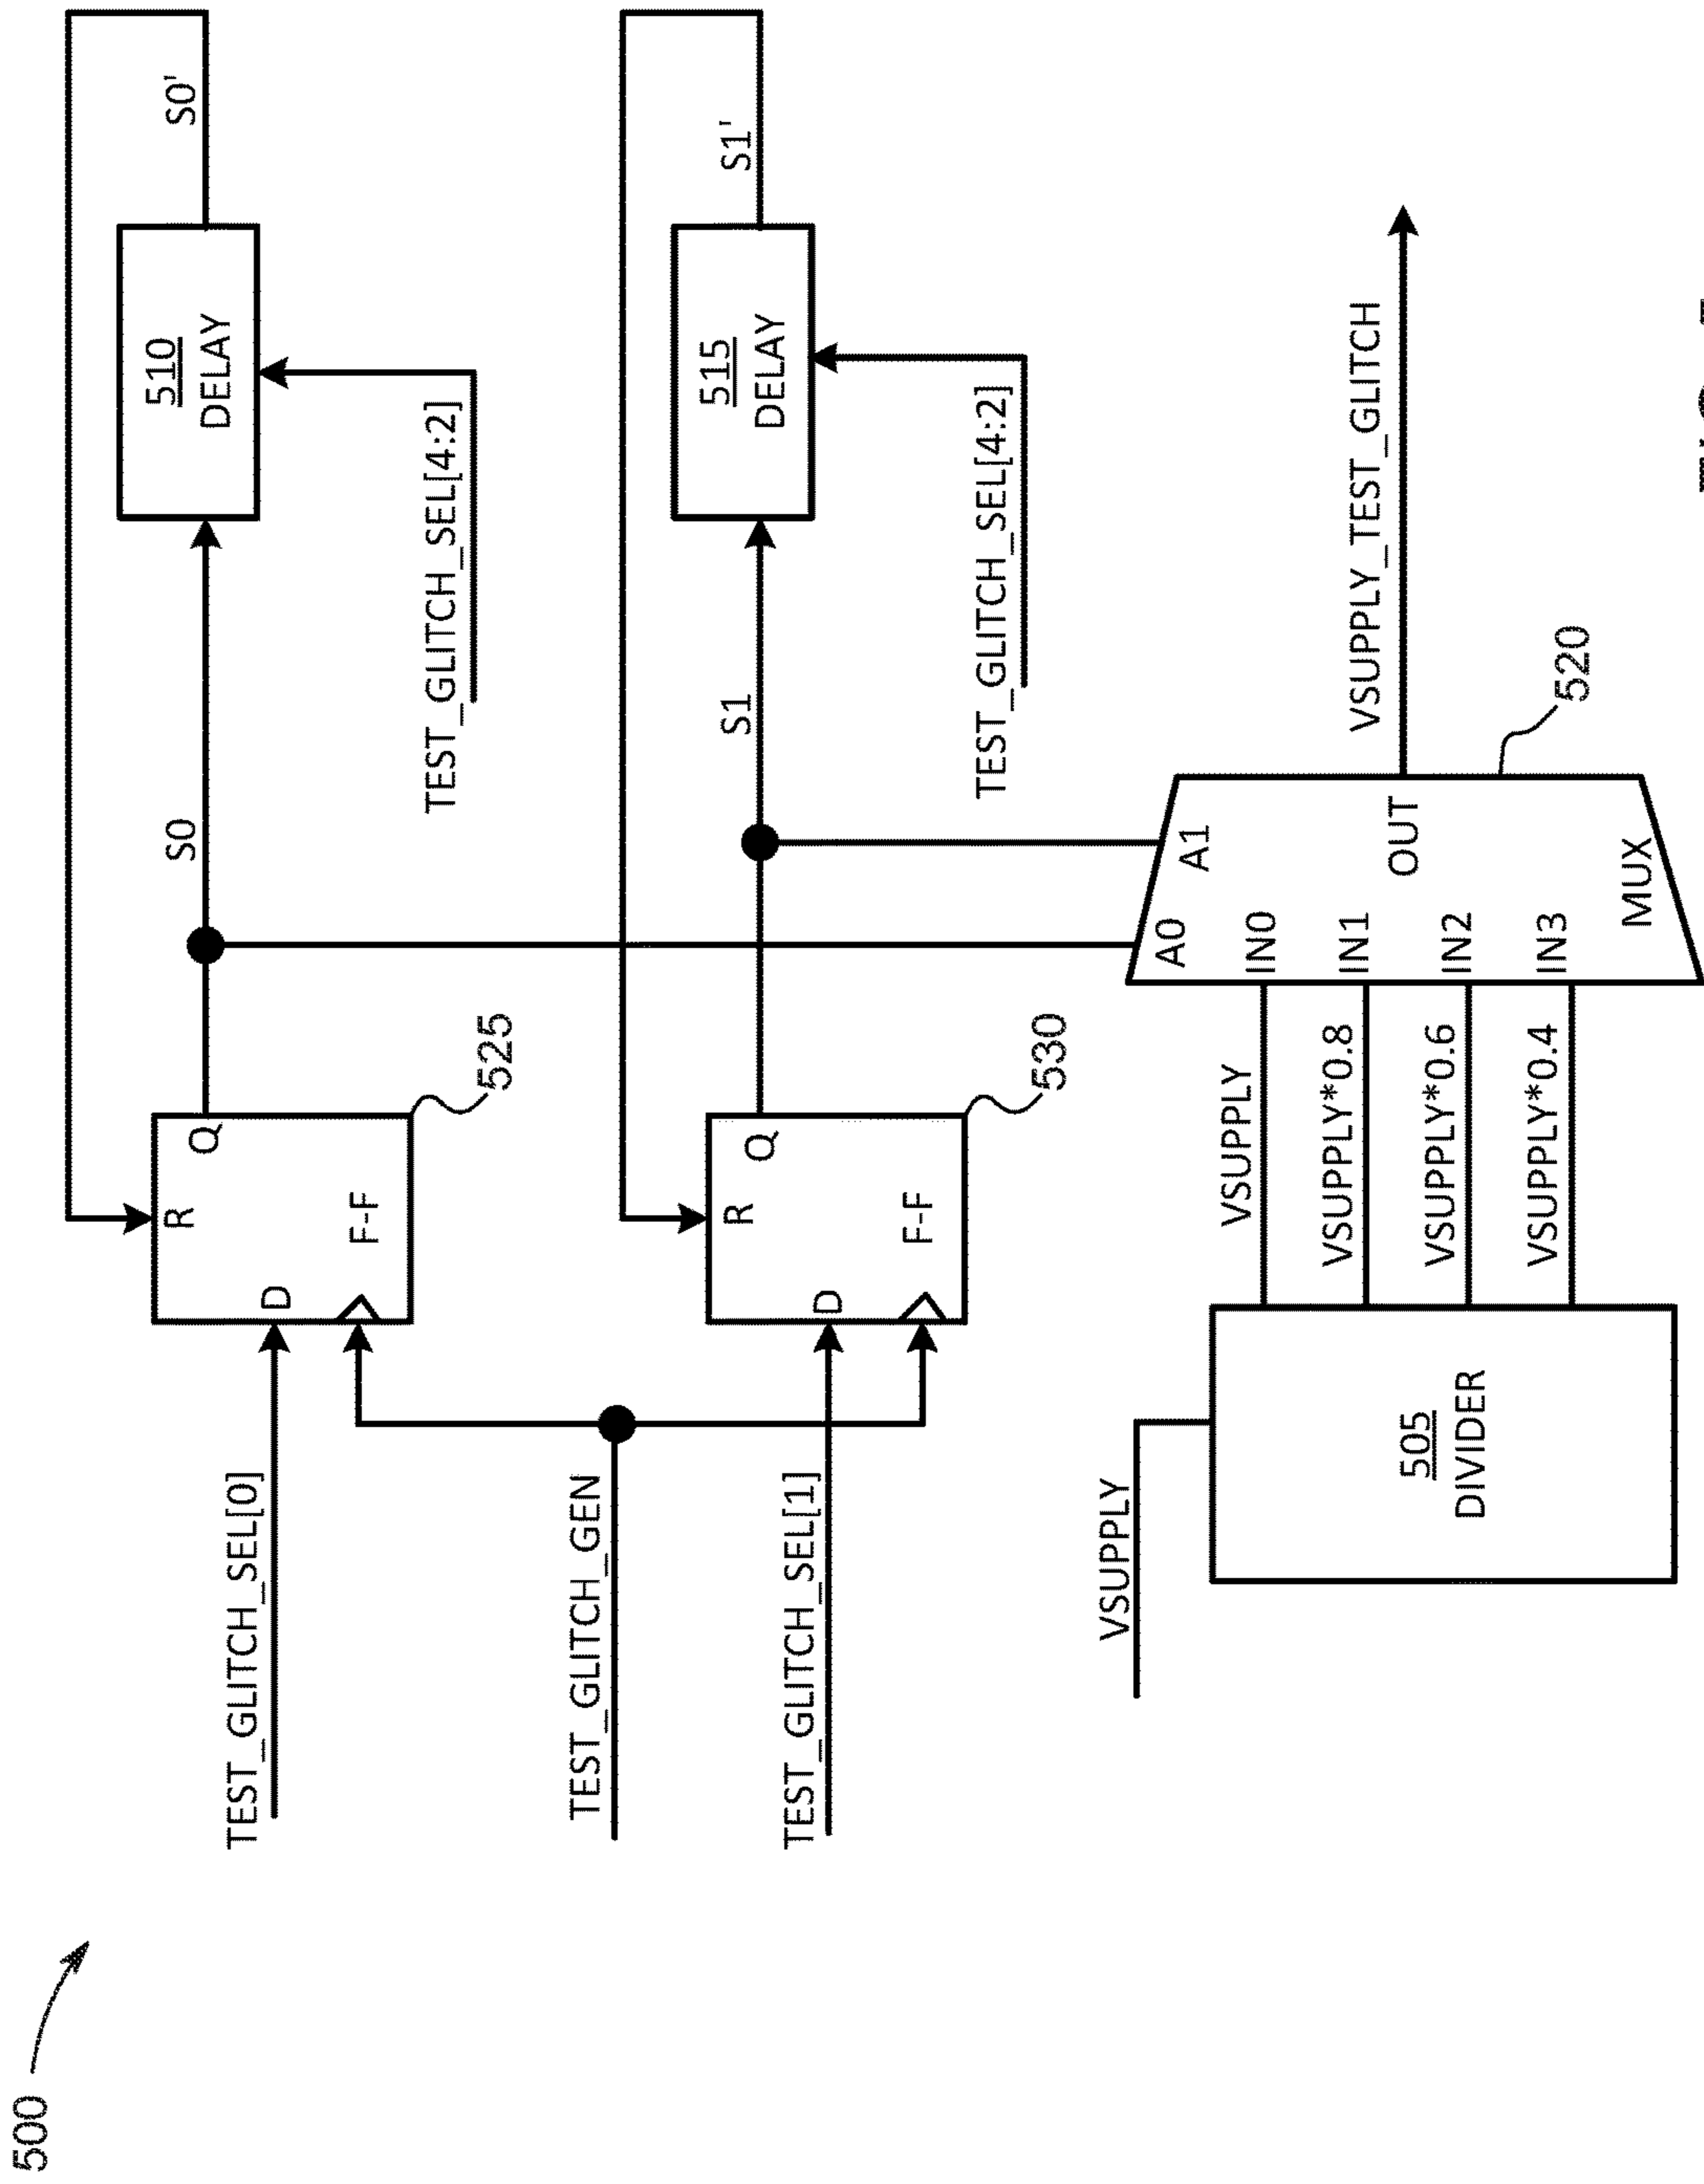 500
TEST_GLITCH_SEL[0]
D
R
Q
F-F
525
S0
510
DELAY
S0'
TEST_GLITCH_SEL[4:2]
TEST_GLITCH_GEN
TEST_GLITCH_SEL[1]
D
R
Q
F-F
530
S1
515
DELAY
S1'
TEST_GLITCH_SEL[4:2]
VSUPPLY
505
DIVIDER
VSUPPLY
VSUPPLY*0.8
VSUPPLY*0.6
VSUPPLY*0.4
A0
A1
IN0
IN1
IN2
IN3
OUT
MUX
520
VSUPPLY_TEST_GLITCH